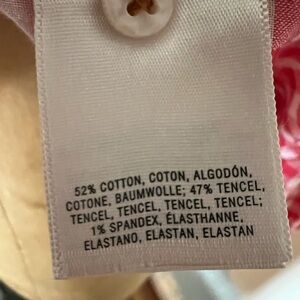 52% COTTON, COTON, ALGODÓN,
COTONE, BAUMWOLLE; 47% TENCEL,
TENCEL, TENCEL, TENCEL, TENCEL;
1% SPANDEX, ÉLASTHANNE,
ELASTANO, ELASTAN, ELASTAN